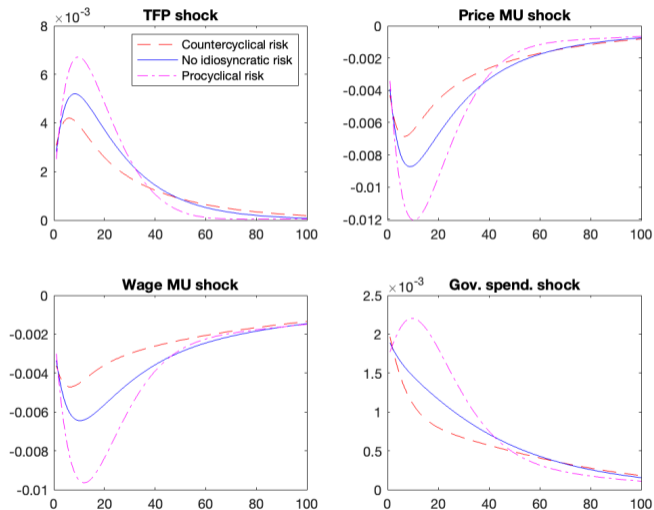 TFP shock
×10⁻³
8
6
4
2
0
0 20 40 60 80 100
Countercyclical risk
No idiosyncratic risk
Procyclical risk
Price MU shock
0
-0.002
-0.004
-0.006
-0.008
-0.01
-0.012
0 20 40 60 80 100
Wage MU shock
0
-0.002
-0.004
-0.006
-0.008
-0.01
0 20 40 60 80 100
Gov. spend. shock
×10⁻³
2.5
2
1.5
1
0.5
0
0 20 40 60 80 100